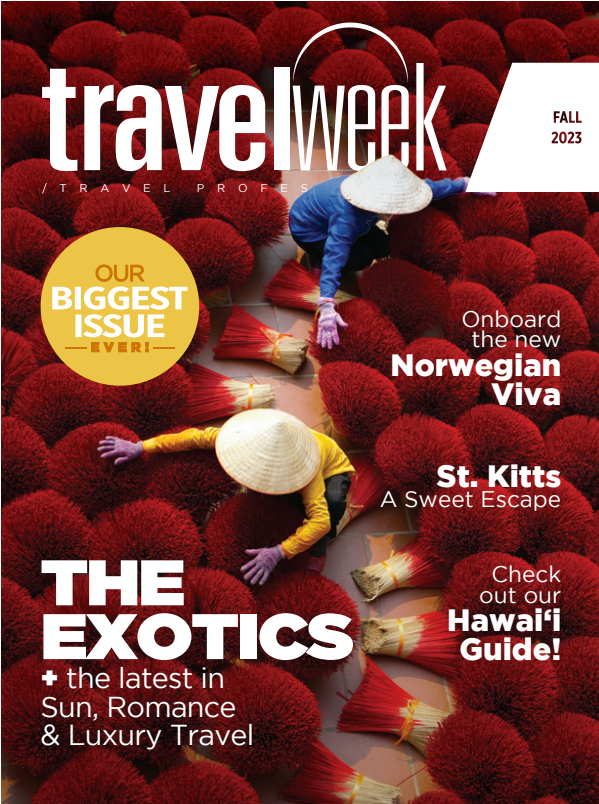 travelweek
/TRAVEL PROFES
FALL
2023
OUR
BIGGEST
ISSUE
EVER!
Onboard
the new
Norwegian
Viva
St. Kitts
A Sweet Escape
Check
out our
Hawai‘i
Guide!
THE
EXOTICS
+ the latest in
Sun, Romance
& Luxury Travel